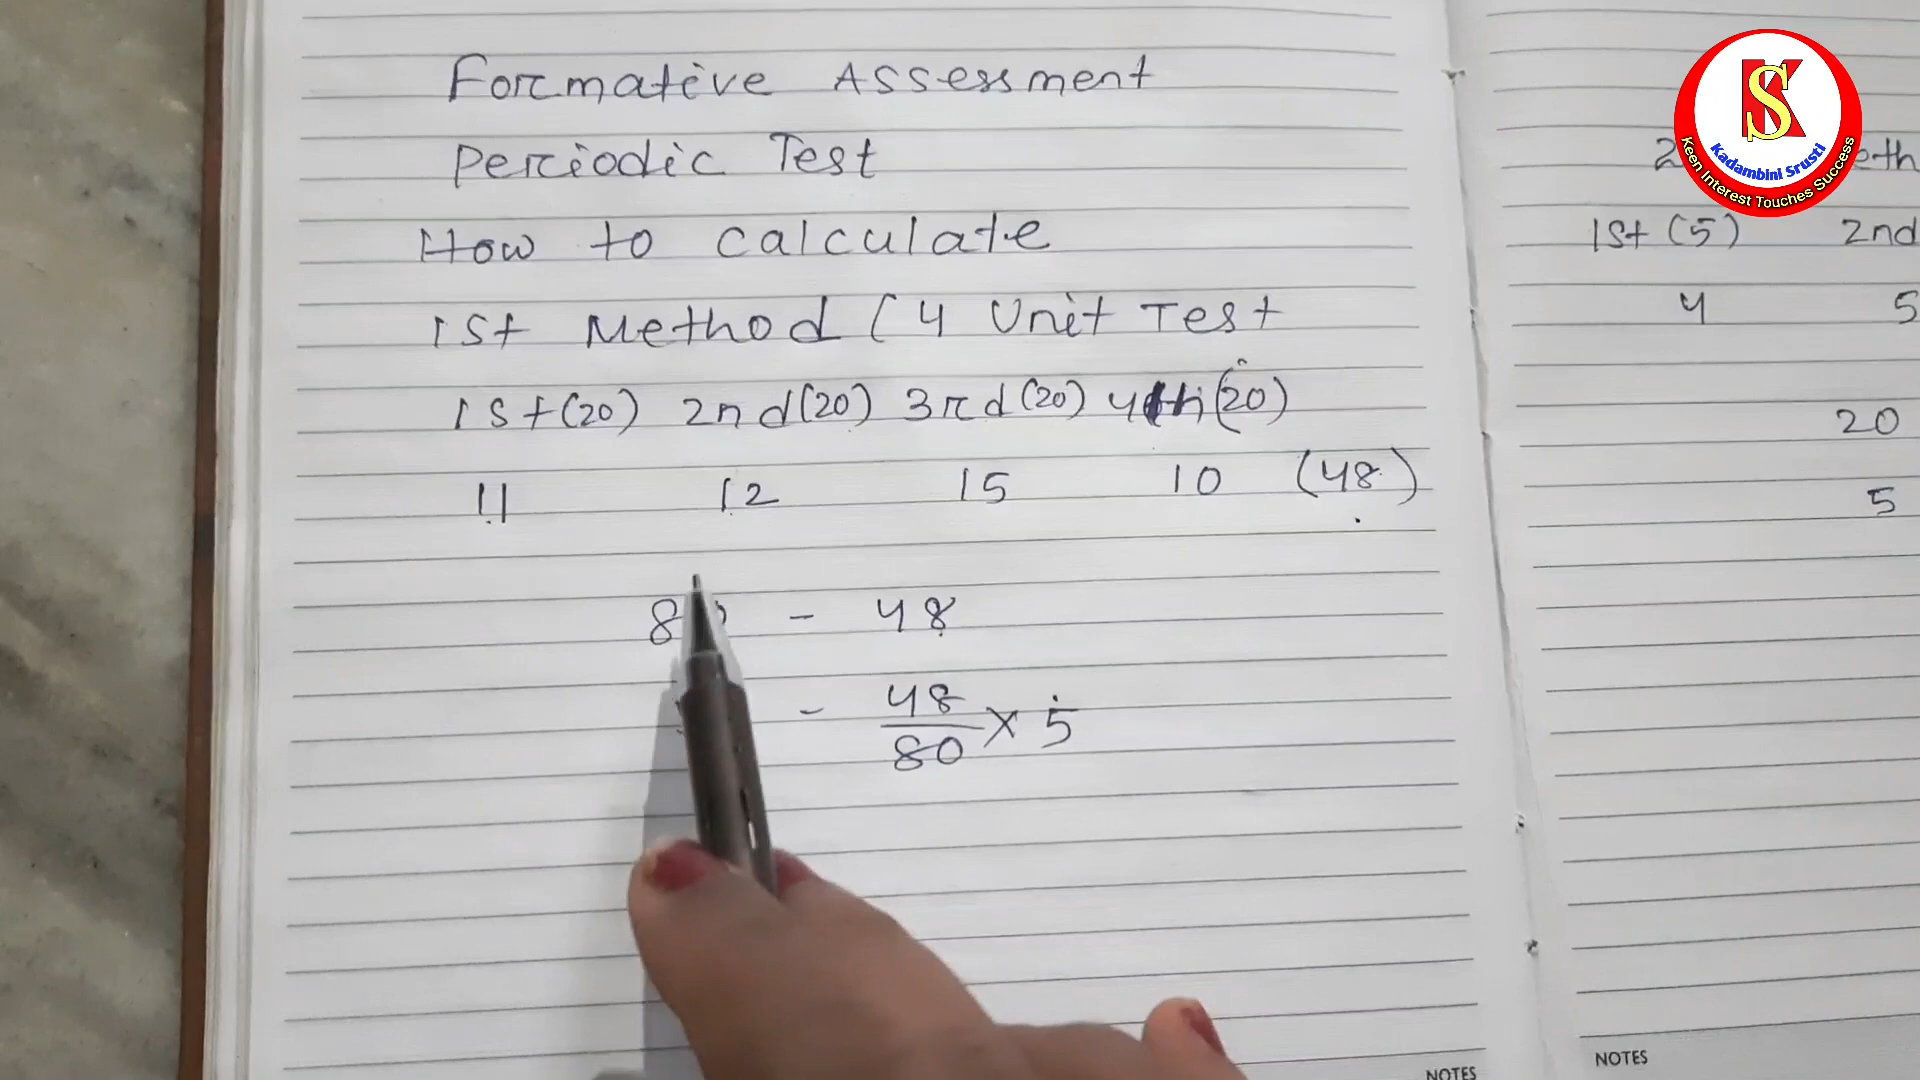 Formative Assessment
Periodic Test
How to calculate
1st Method (4 Unit Test
1st (20) 2nd (20) 3rd (20) 4th (20)
11 12 15 10 (48)
80 - 48
- 48/80 × 5
1st (5) 2nd
4 5
20
5
NOTES
NOTES
SK
Kadambini Srusti
Keen Interest Touches Success